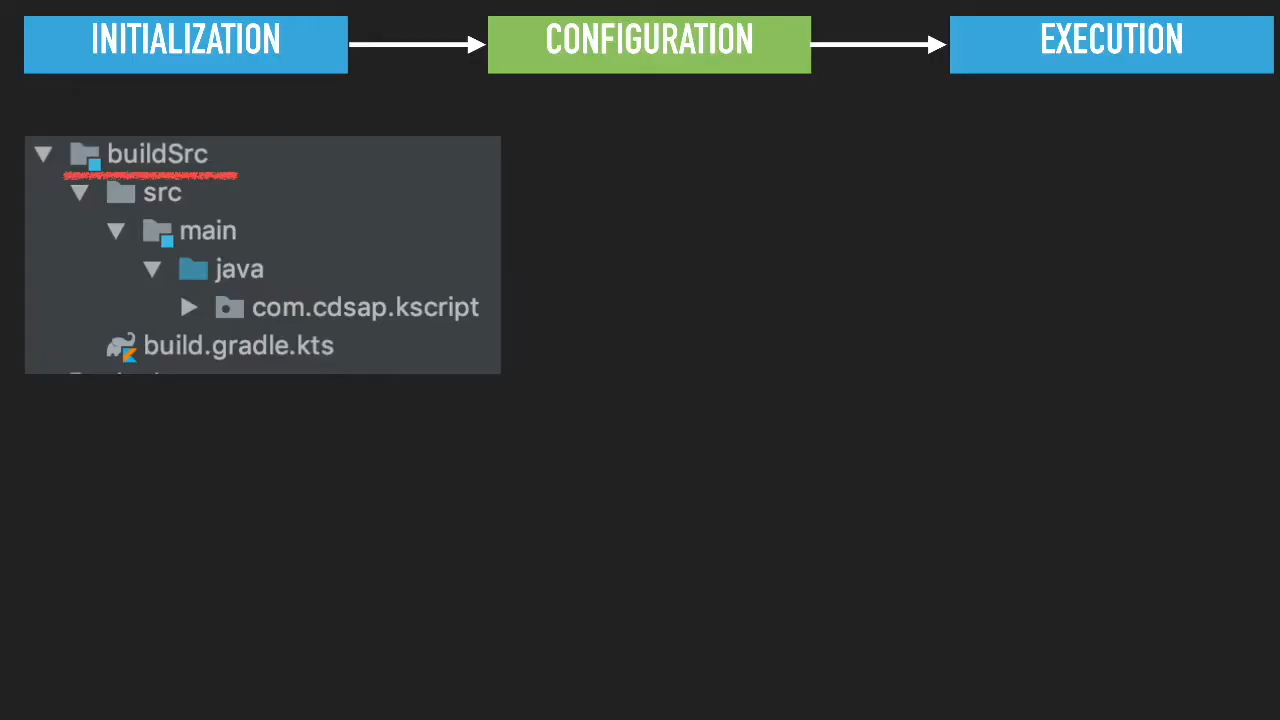 INITIALIZATION
CONFIGURATION
EXECUTION
buildSrc
src
main
java
com.cdsap.kscript
build.gradle.kts